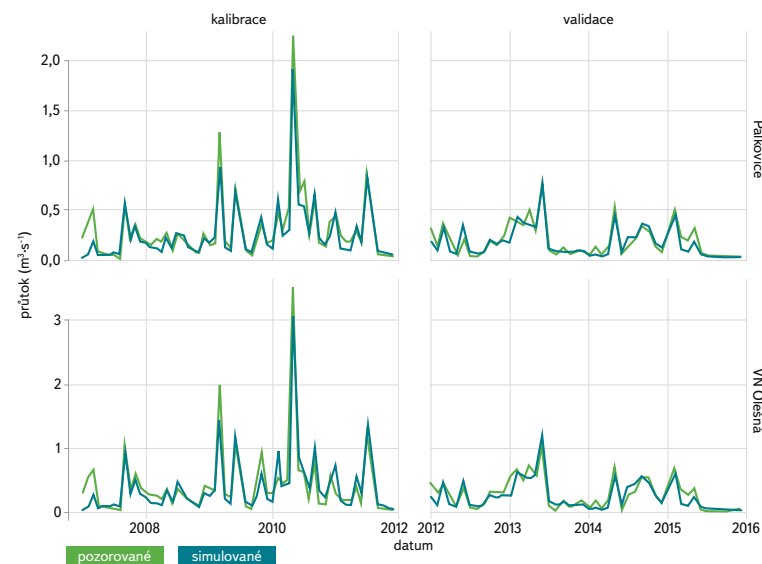 kalibrace
validace
2,0
1,5
1,0
0,5
0,0
Palkovice
průtok (m³·s⁻¹)
3
2
1
0
VN Olešná
2008
2010
2012
2012
2013
2014
2015
2016
datum
pozorované
simulované